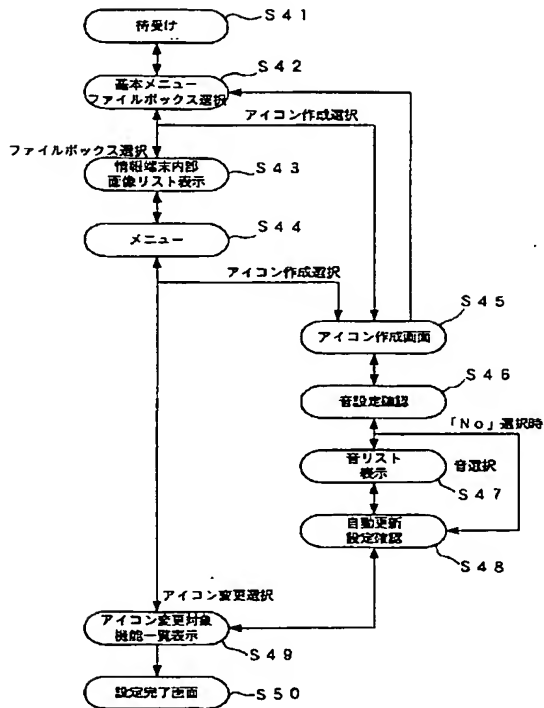 待受け
S41
S42
基本メニュー
ファイルボックス選択
アイコン作成選択
ファイルボックス選択
情報端末内部
画像リスト表示
S43
S44
メニュー
アイコン作成選択
S45
アイコン作成画面
S46
音設定確認
「No」選択時
音リスト
表示
音選択
S47
自動更新
設定確認
S48
アイコン変更選択
アイコン変更対象
機能一覧表示
S49
設定完了画面
S50